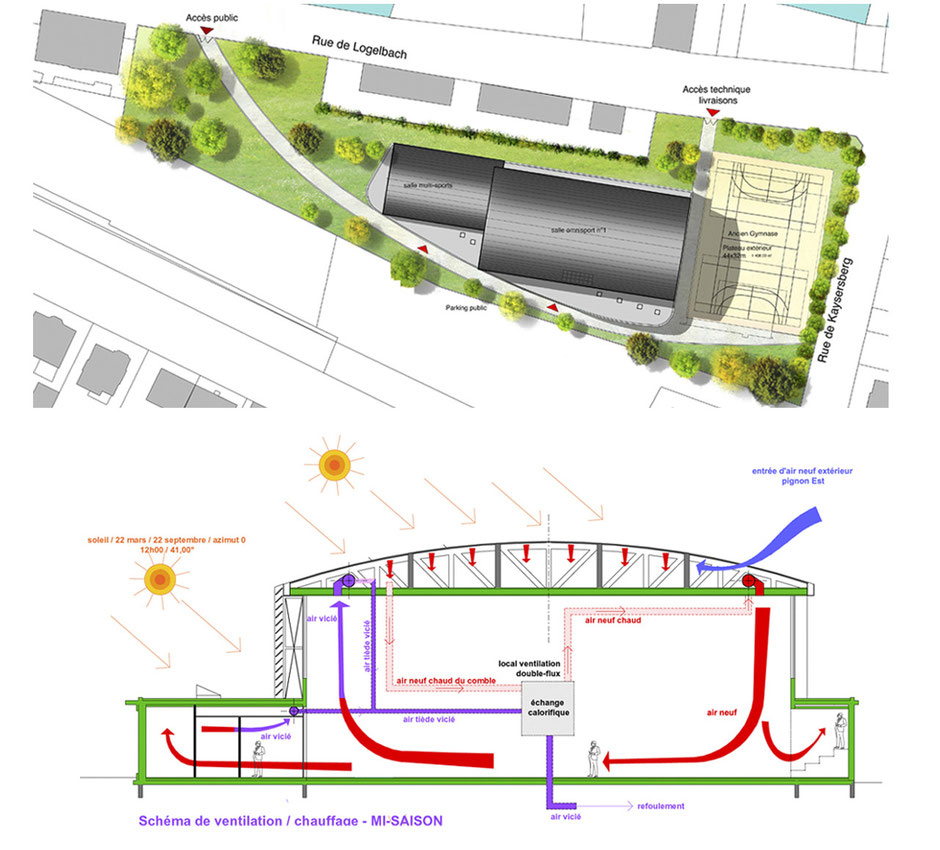 Accès public
Rue de Logelbach
Accès technique
livraisons
salle multi-sports
salle omnisport n°1
Ancien Gymnase
Plateau extérieur
44x32m
Parking public
Rue de Kaysersberg
entrée d'air neuf extérieur
pignon Est
soleil / 22 mars / 22 septembre / azimut 0
12h00 / 41,00°
air vicié
air tiède vicié
air neuf chaud
local ventilation
double-flux
air neuf chaud du comble
échange
calorifique
air neuf
air tiède vicié
air vicié
refoulement
air vicié
Schéma de ventilation / chauffage - MI-SAISON